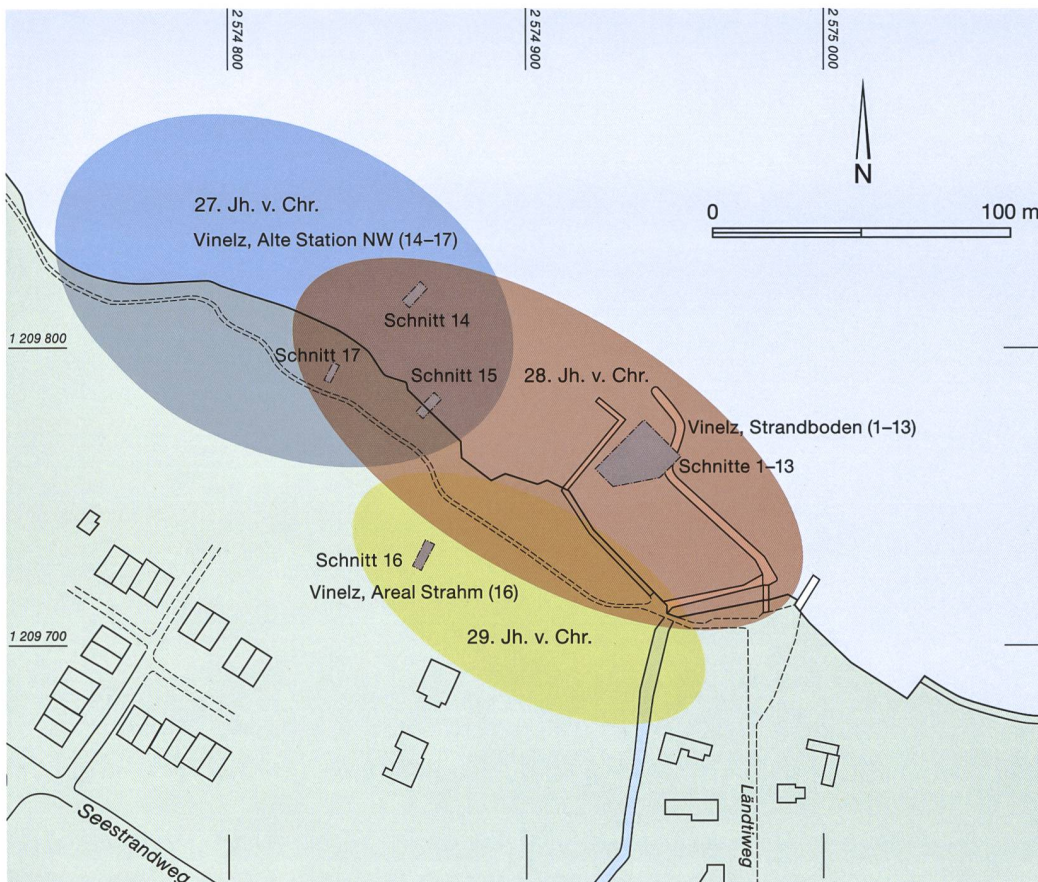 2 574 800
2 574 900
2 575 000
N
0
100 m
27. Jh. v. Chr.
Vinelz, Alte Station NW (14–17)
Schnitt 14
1 209 800
Schnitt 17
Schnitt 15
28. Jh. v. Chr.
Vinelz, Strandboden (1–13)
Schnitte 1–13
Schnitt 16
Vinelz, Areal Strahm (16)
1 209 700
29. Jh. v. Chr.
Seestrandweg
Ländtiweg